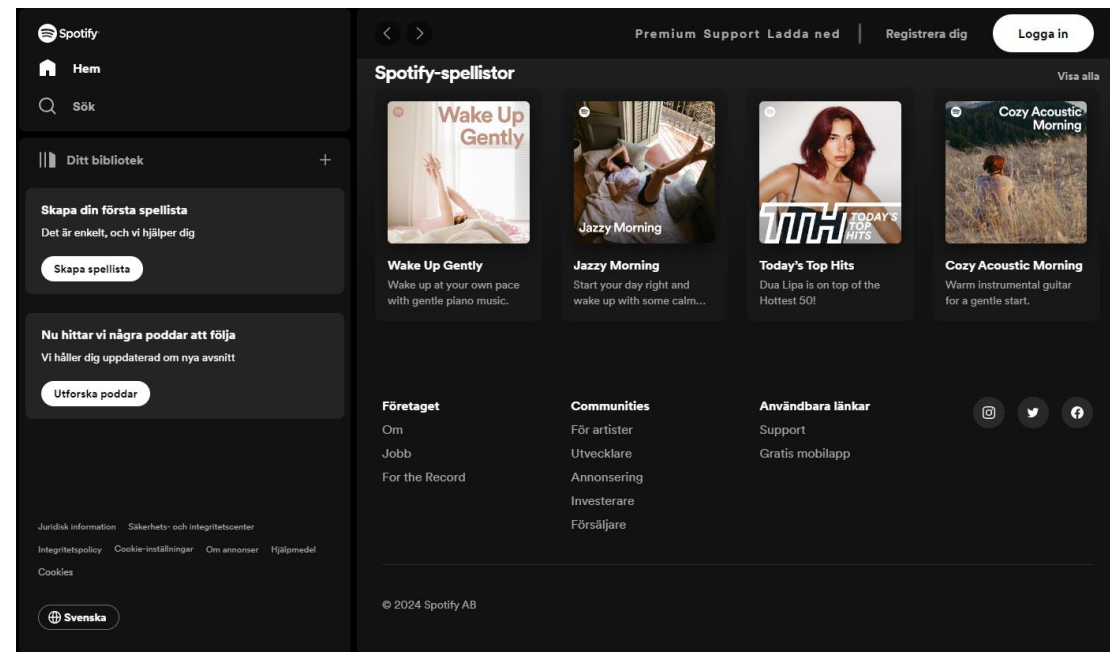 Spotify
Hem
Sök
Ditt bibliotek
Skapa din första spellista
Det är enkelt, och vi hjälper dig
Skapa spellista
Nu hittar vi några poddar att följa
Vi håller dig uppdaterad om nya avsnitt
Utforska poddar
Juridisk information Säkerhets- och integritetscenter
Integritetspolicy Cookie-inställningar Om annonser Hjälpmedel
Cookies
Svenska
Premium Support Ladda ned Registrera dig Logga in
Spotify-spellistor Visa alla
Wake Up
Gently
Wake Up Gently
Wake up at your own pace
with gentle piano music.
Jazzy Morning
Jazzy Morning
Start your day right and
wake up with some calm...
TTH TODAY'S
TOP
HITS
Today's Top Hits
Dua Lipa is on top of the
Hottest 50!
Cozy Acoustic
Morning
Cozy Acoustic Morning
Warm instrumental guitar
for a gentle start.
Företaget
Om
Jobb
For the Record
Communities
För artister
Utvecklare
Annonsering
Investerare
Försäljare
Användbara länkar
Support
Gratis mobilapp
© 2024 Spotify AB